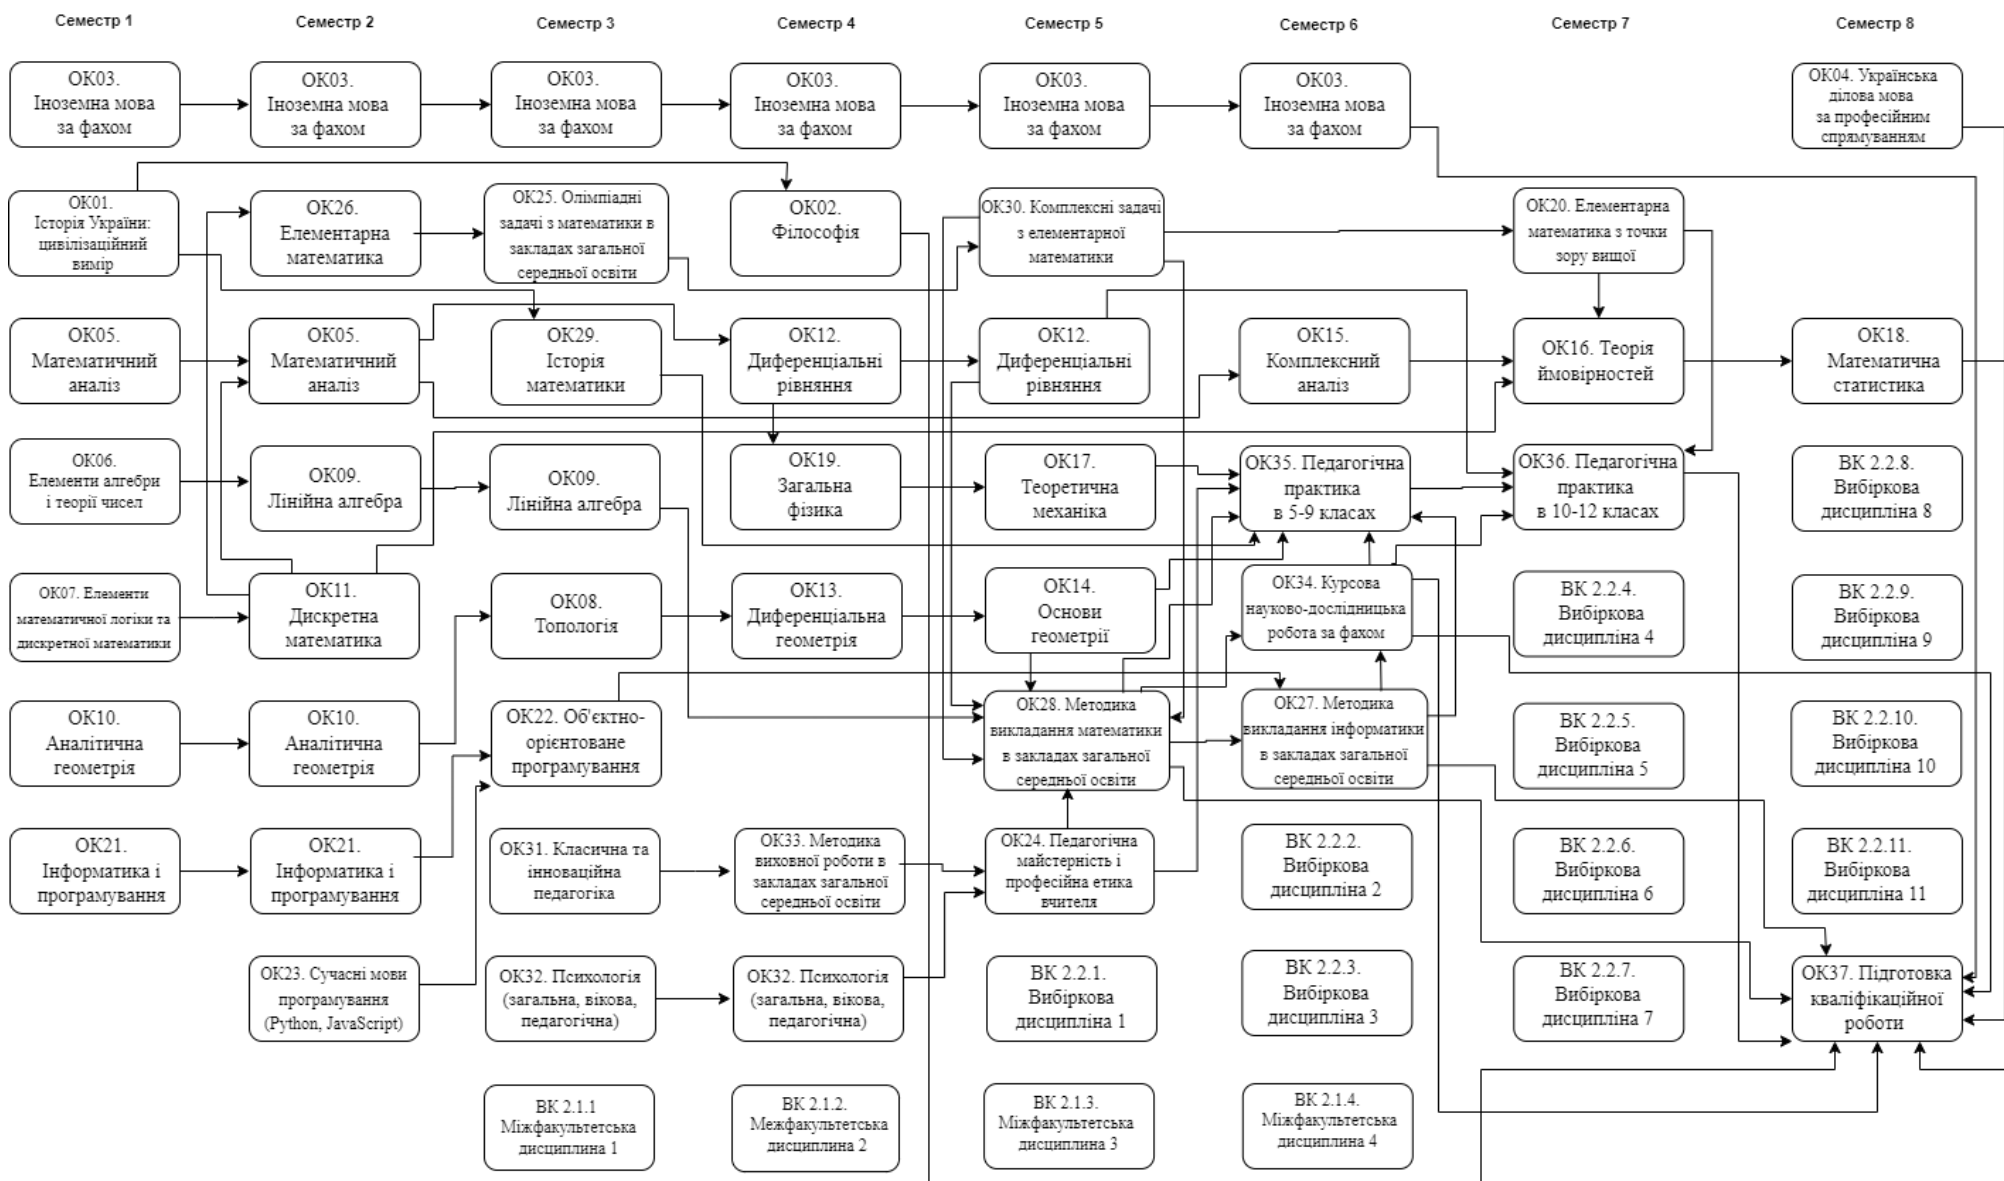 Семестр 1
Семестр 2
Семестр 3
Семестр 4
Семестр 5
Семестр 6
Семестр 7
Семестр 8
ОК03.
Іноземна мова
за фахом
ОК03.
Іноземна мова
за фахом
ОК03.
Іноземна мова
за фахом
ОК03.
Іноземна мова
за фахом
ОК03.
Іноземна мова
за фахом
ОК03.
Іноземна мова
за фахом
ОК04. Українська
ділова мова
за професійним
спрямуванням
ОК01.
Історія України:
цивілізаційний
вимір
ОК26.
Елементарна
математика
ОК25. Олімпіадні
задачі з математики в
закладах загальної
середньої освіти
ОК02.
Філософія
ОК30. Комплексні задачі
з елементарної
математики
ОК20. Елементарна
математика з точки
зору вищої
ОК05.
Математичний
аналіз
ОК05.
Математичний
аналіз
ОК29.
Історія
математики
ОК12.
Диференціальні
рівняння
ОК12.
Диференціальні
рівняння
ОК15.
Комплексний
аналіз
ОК16. Теорія
ймовірностей
ОК18.
Математична
статистика
ОК06.
Елементи алгебри
і теорії чисел
ОК09.
Лінійна алгебра
ОК09.
Лінійна алгебра
ОК19.
Загальна
фізика
ОК17.
Теоретична
механіка
ОК35. Педагогічна
практика
в 5-9 класах
ОК36. Педагогічна
практика
в 10-12 класах
ВК 2.2.8.
Вибіркова
дисципліна 8
ОК07. Елементи
математичної логіки та
дискретної математики
ОК11.
Дискретна
математика
ОК08.
Топологія
ОК13.
Диференціальна
геометрія
ОК14.
Основи
геометрії
ОК34. Курсова
науково-дослідницька
робота за фахом
ВК 2.2.4.
Вибіркова
дисципліна 4
ВК 2.2.9.
Вибіркова
дисципліна 9
ОК10.
Аналітична
геометрія
ОК10.
Аналітична
геометрія
ОК22. Об'єктно-
орієнтоване
програмування
ОК28. Методика
викладання математики
в закладах загальної
середньої освіти
ОК27. Методика
викладання інформатики
в закладах загальної
середньої освіти
ВК 2.2.5.
Вибіркова
дисципліна 5
ВК 2.2.10.
Вибіркова
дисципліна 10
ОК21.
Інформатика і
програмування
ОК21.
Інформатика і
програмування
ОК31. Класична та
інноваційна
педагогіка
ОК33. Методика
виховної роботи в
закладах загальної
середньої освіти
ОК24. Педагогічна
майстерність і
професійна етика
вчителя
ВК 2.2.2.
Вибіркова
дисципліна 2
ВК 2.2.6.
Вибіркова
дисципліна 6
ВК 2.2.11.
Вибіркова
дисципліна 11
ОК23. Сучасні мови
програмування
(Python, JavaScript)
ОК32. Психологія
(загальна, вікова,
педагогічна)
ОК32. Психологія
(загальна, вікова,
педагогічна)
ВК 2.2.1.
Вибіркова
дисципліна 1
ВК 2.2.3.
Вибіркова
дисципліна 3
ВК 2.2.7.
Вибіркова
дисципліна 7
ОК37. Підготовка
кваліфікаційної
роботи
ВК 2.1.1
Міжфакультетська
дисциплина 1
ВК 2.1.2.
Межфакультетська
дисциплина 2
ВК 2.1.3.
Міжфакультетська
дисциплина 3
ВК 2.1.4.
Міжфакультетська
дисциплина 4